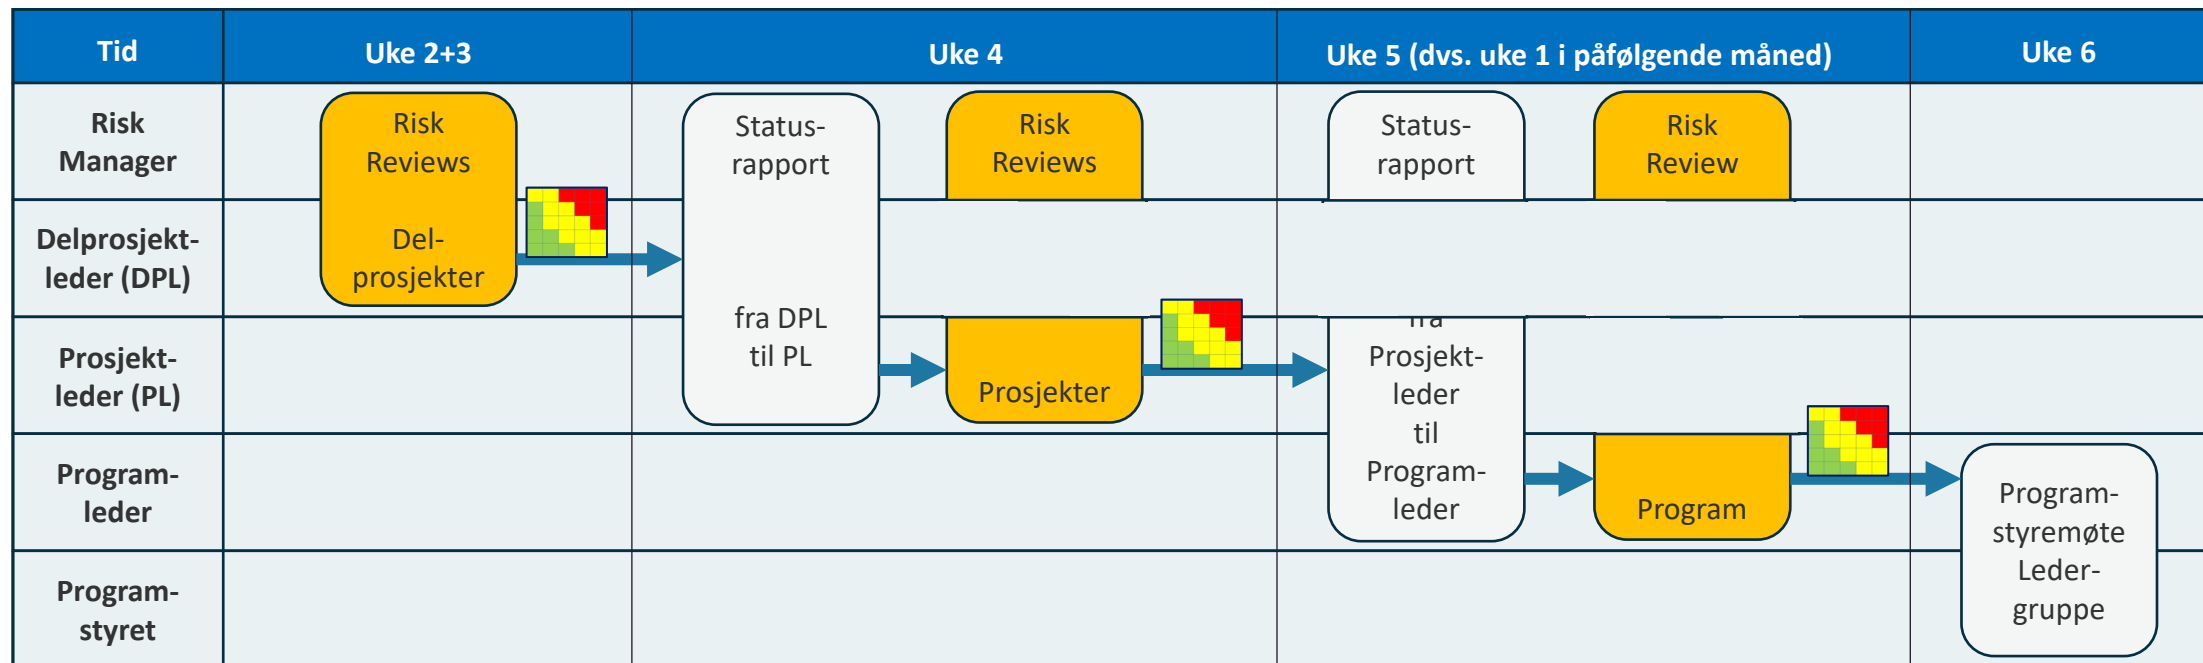 Tid
Uke 2+3
Uke 4
Uke 5 (dvs. uke 1 i påfølgende måned)
Uke 6
Risk
Manager
Risk
Reviews
Status-
rapport
Risk
Reviews
Status-
rapport
Risk
Review
Delprosjekt-
leder (DPL)
Del-
prosjekter
Prosjekt-
leder (PL)
fra DPL
til PL
Prosjekter
fra
Prosjekt-
leder
til
Program-
leder
Program-
leder
Program
Program-
styremøte
Leder-
gruppe
Program-
styret